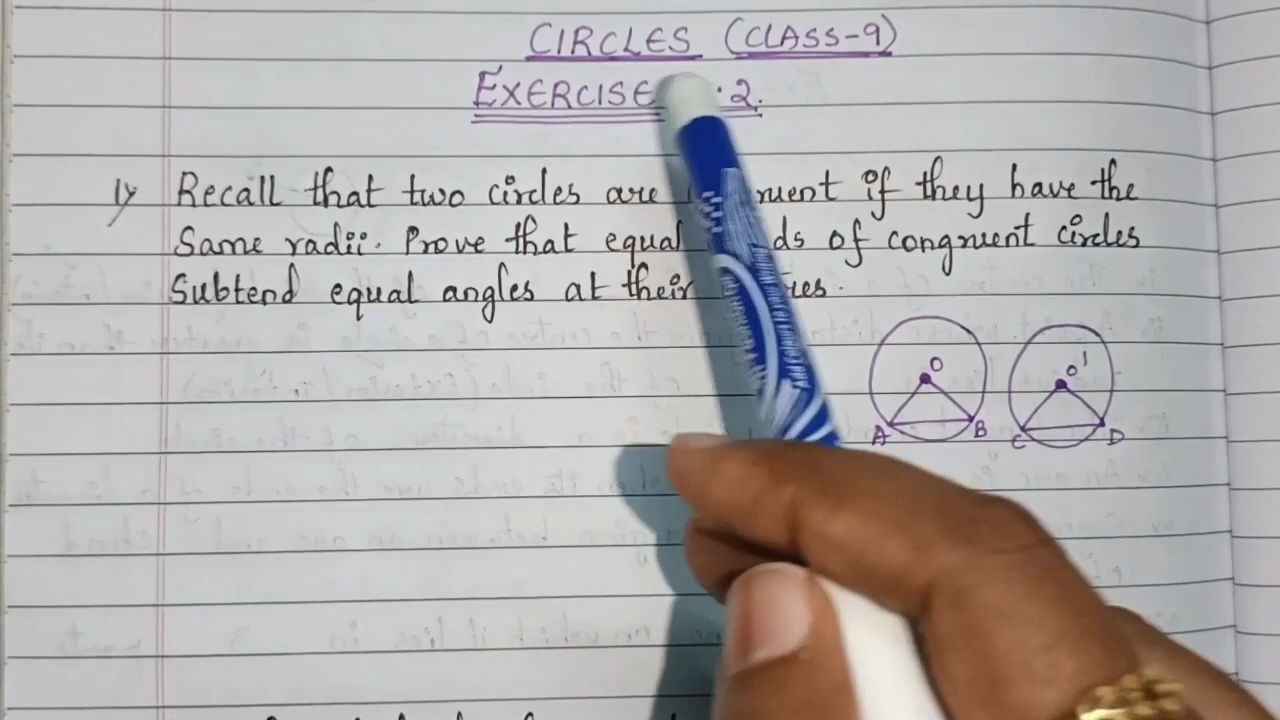 CIRCLES (CLASS-9)
EXERCISE .2.
1) Recall that two circles are ruent if they have the
Same radii. Prove that equal ds of congruent circles
Subtend equal angles at their
O
O'
A B C D